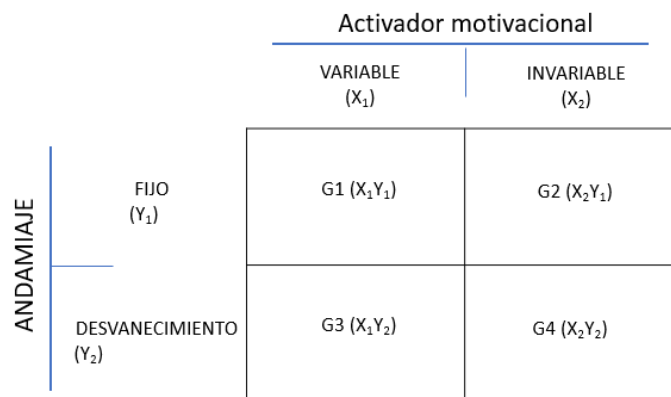 Activador motivacional
VARIABLE
(X₁)
INVARIABLE
(X₂)
ANDAMIAJE
FIJO
(Y₁)
G1 (X₁Y₁)
G2 (X₂Y₁)
DESVANECIMIENTO
(Y₂)
G3 (X₁Y₂)
G4 (X₂Y₂)